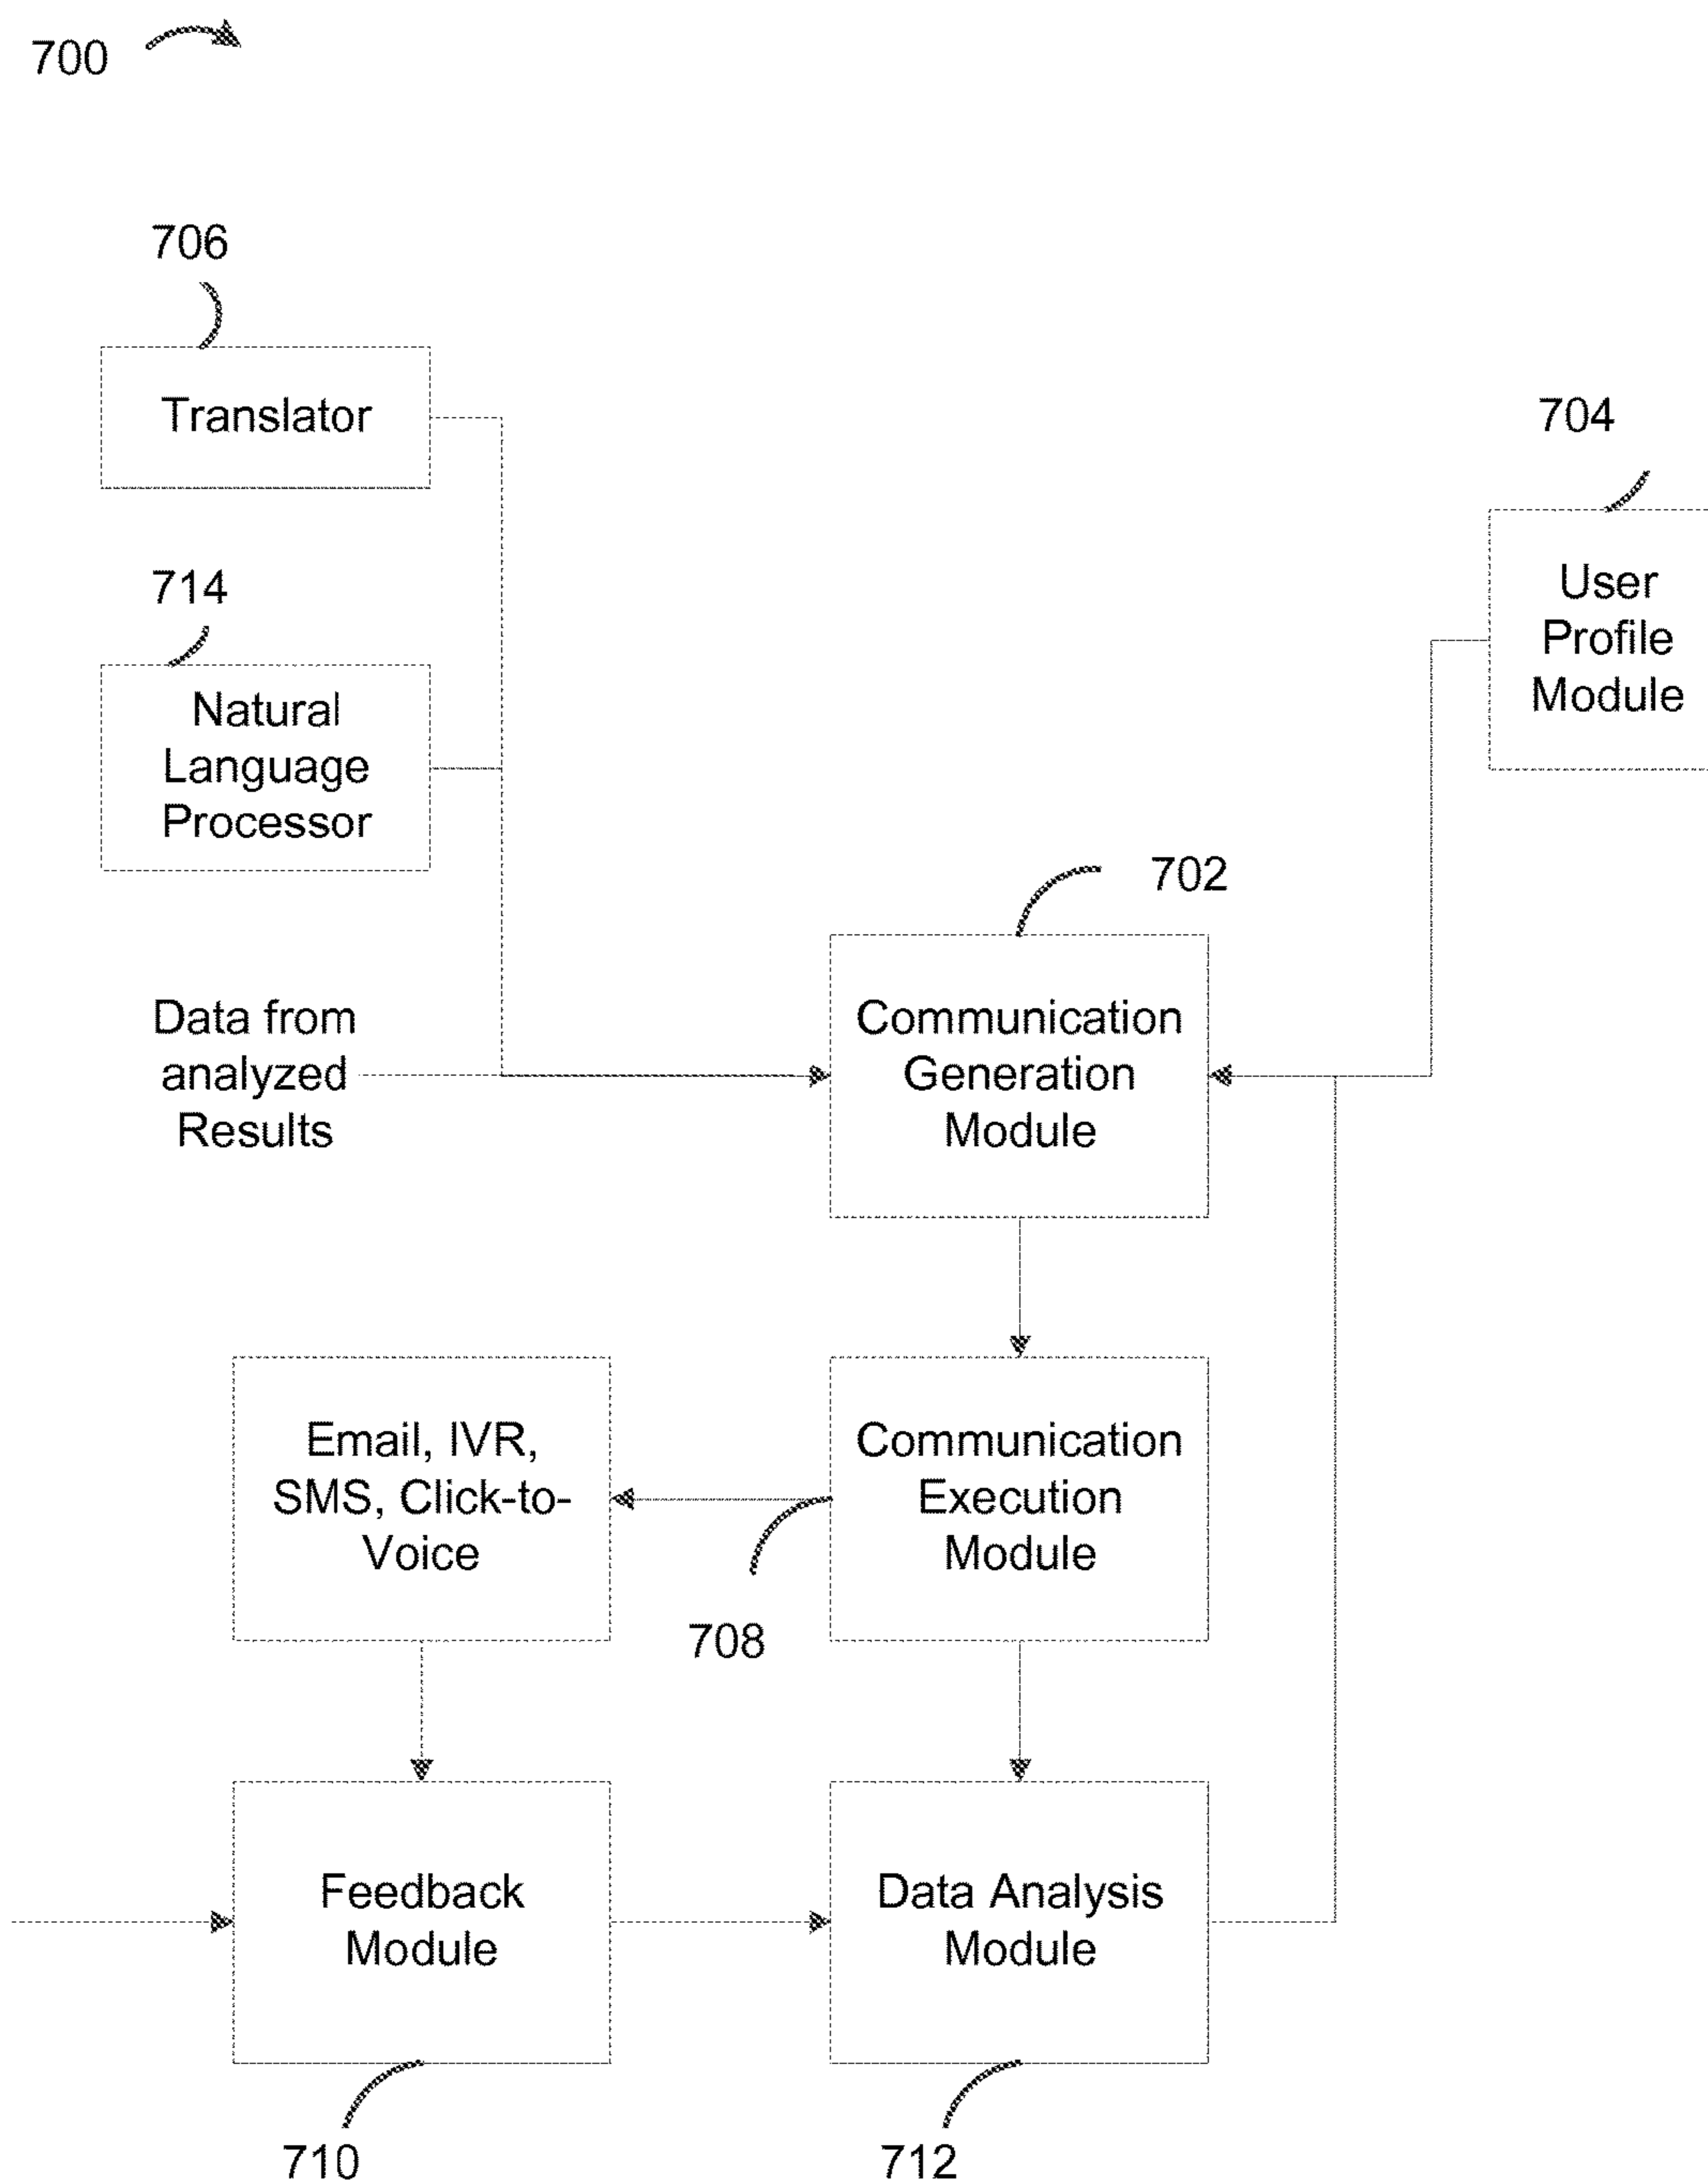 700
706
Translator
704
User
Profile
Module
714
Natural
Language
Processor
702
Data from
analyzed
Results
Communication
Generation
Module
Email, IVR,
SMS, Click-to-
Voice
Communication
Execution
Module
708
Feedback
Module
Data Analysis
Module
710
712